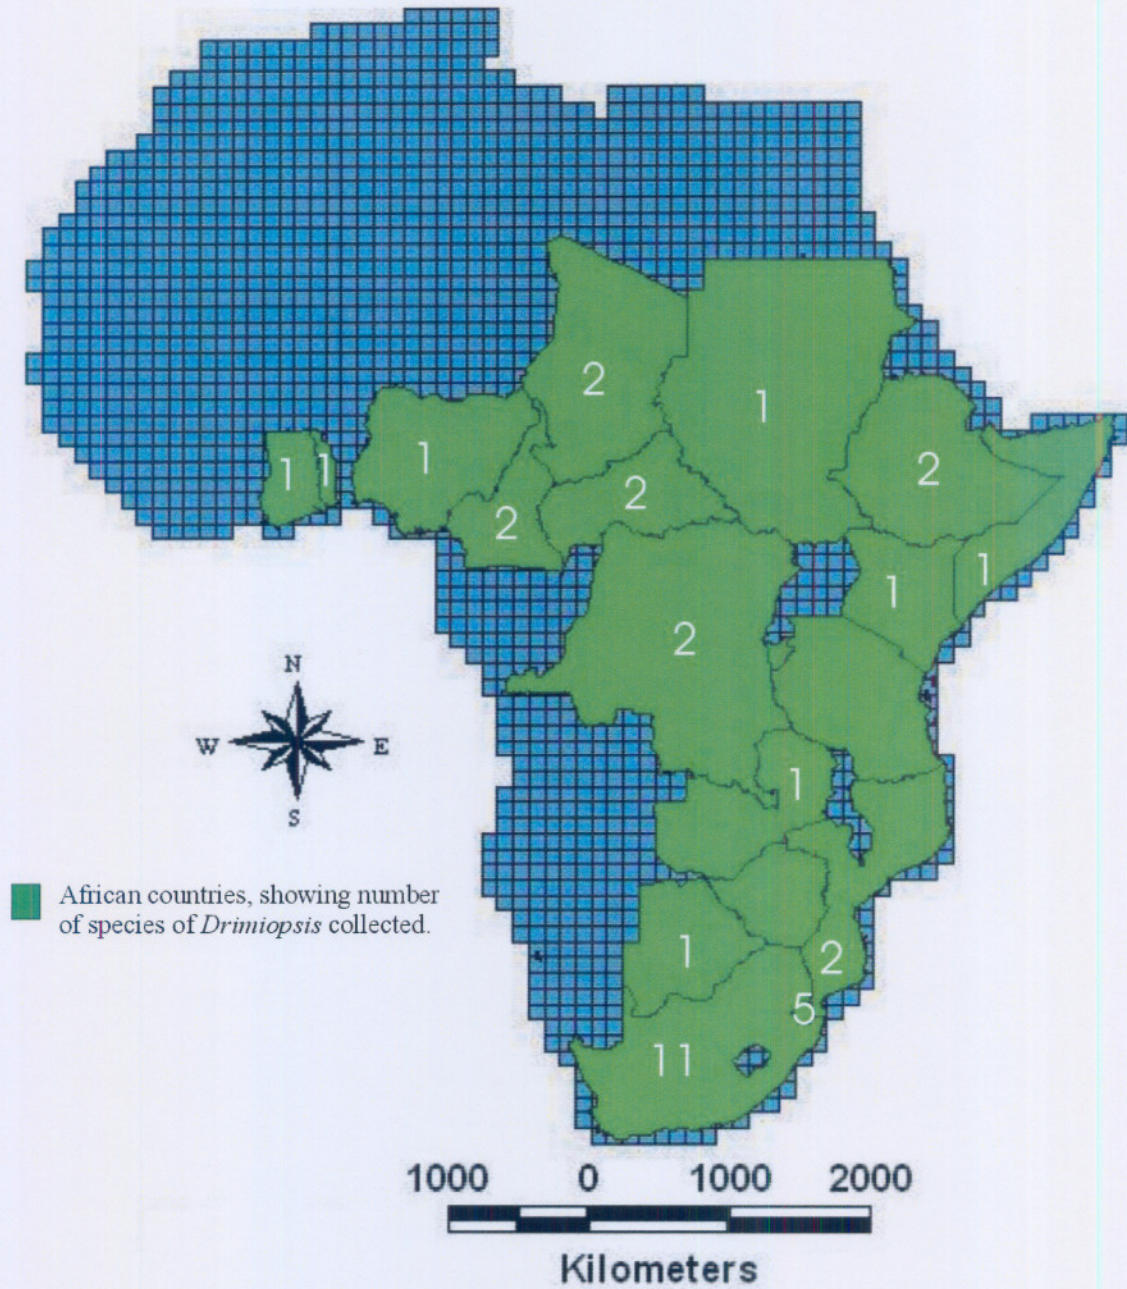 2
1
1
1
1
2
2
2
1
1
2
N
W
E
S
1
African countries, showing number
of species of Drimiopsis collected.
1
2
5
11
1000 0 1000 2000
Kilometers